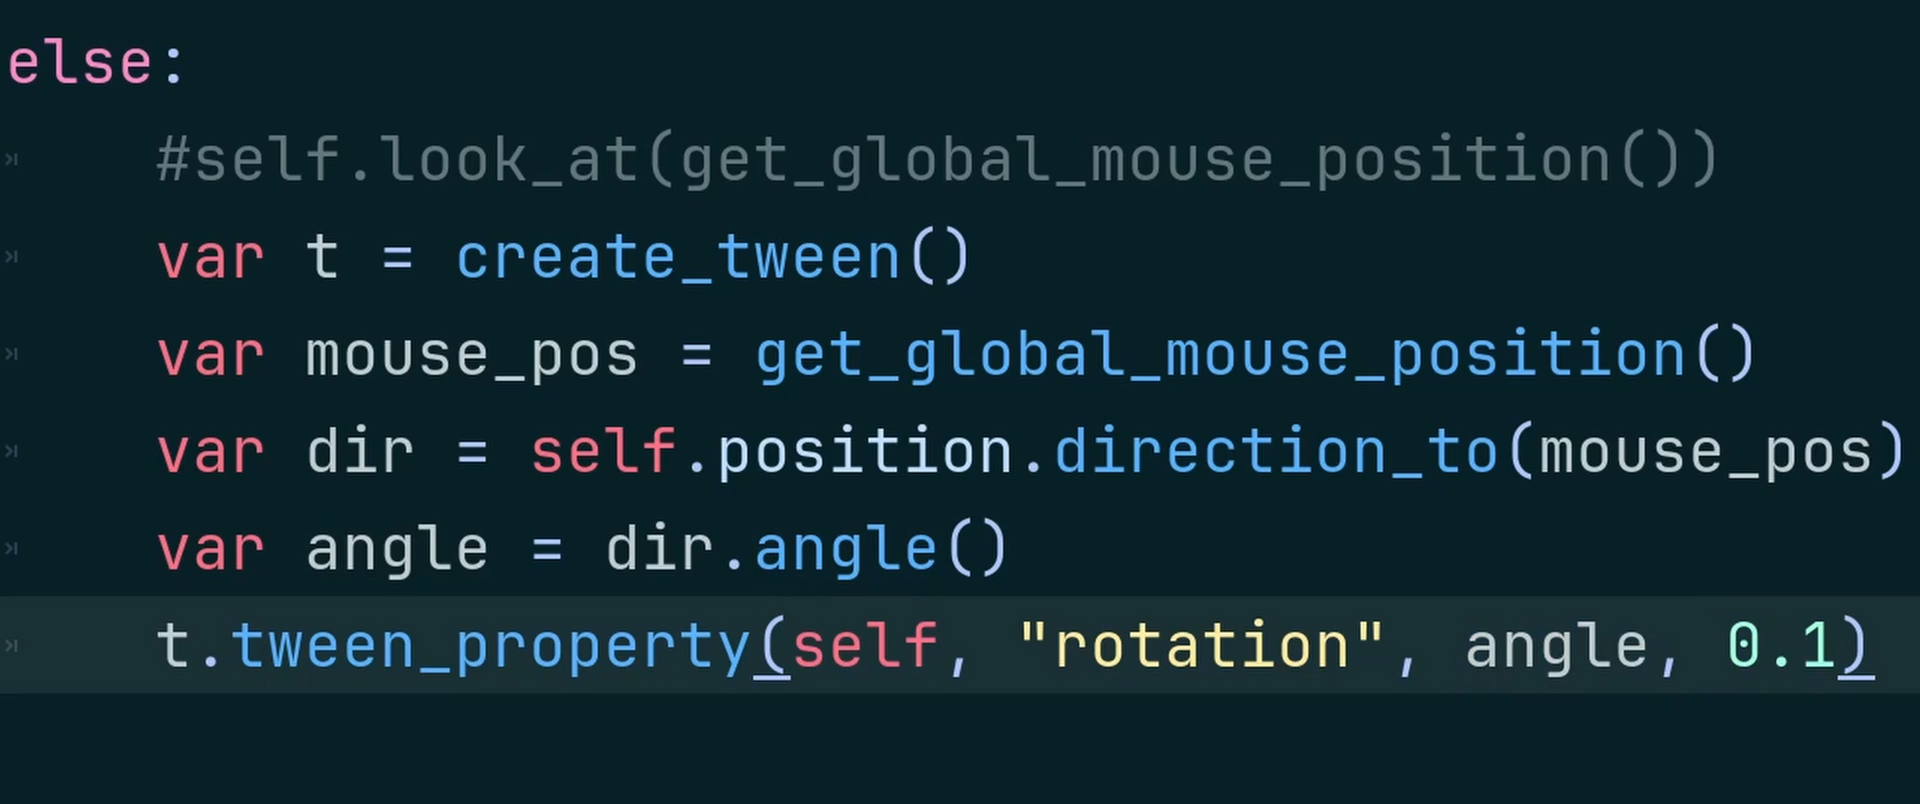 else:
#self.look_at(get_global_mouse_position())
var t = create_tween()
var mouse_pos = get_global_mouse_position()
var dir = self.position.direction_to(mouse_pos)
var angle = dir.angle()
t.tween_property(self, "rotation", angle, 0.1)